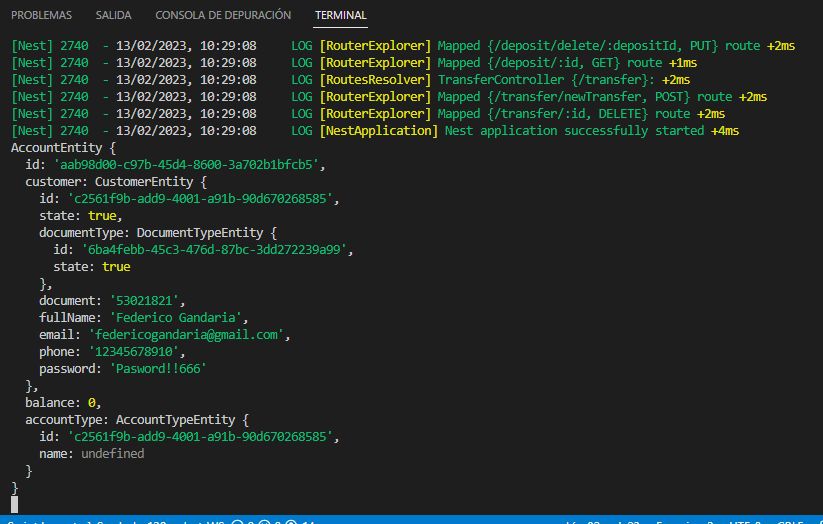 PROBLEMAS SALIDA CONSOLA DE DEPURACIÓN TERMINAL
[Nest] 2740 - 13/02/2023, 10:29:08 LOG [RouterExplorer] Mapped {/deposit/delete/:depositId, PUT} route +2ms
[Nest] 2740 - 13/02/2023, 10:29:08 LOG [RouterExplorer] Mapped {/deposit/:id, GET} route +1ms
[Nest] 2740 - 13/02/2023, 10:29:08 LOG [RoutesResolver] TransferController {/transfer}: +2ms
[Nest] 2740 - 13/02/2023, 10:29:08 LOG [RouterExplorer] Mapped {/transfer/newTransfer, POST} route +2ms
[Nest] 2740 - 13/02/2023, 10:29:08 LOG [RouterExplorer] Mapped {/transfer/:id, DELETE} route +2ms
[Nest] 2740 - 13/02/2023, 10:29:08 LOG [NestApplication] Nest application successfully started +4ms
AccountEntity {
  id: 'aab98d00-c97b-45d4-8600-3a702b1bfcb5',
  customer: CustomerEntity {
    id: 'c2561f9b-add9-4001-a91b-90d670268585',
    state: true,
    documentType: DocumentTypeEntity {
      id: '6ba4febb-45c3-476d-87bc-3dd272239a99',
      state: true
    },
    document: '53021821',
    fullName: 'Federico Gandaria',
    email: 'federicogandaria@gmail.com',
    phone: '12345678910',
    password: 'Pasword!!666'
  },
  balance: 0,
  accountType: AccountTypeEntity {
    id: 'c2561f9b-add9-4001-a91b-90d670268585',
    name: undefined
  }
}